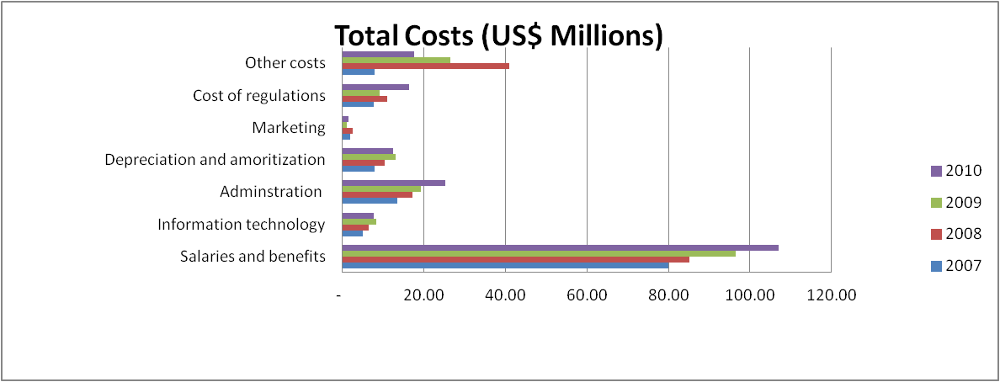 Total Costs (US$ Millions)
Other costs
Cost of regulations
Marketing
Depreciation and amoritization
Adminstration
Information technology
Salaries and benefits
- 20.00 40.00 60.00 80.00 100.00 120.00
2010
2009
2008
2007